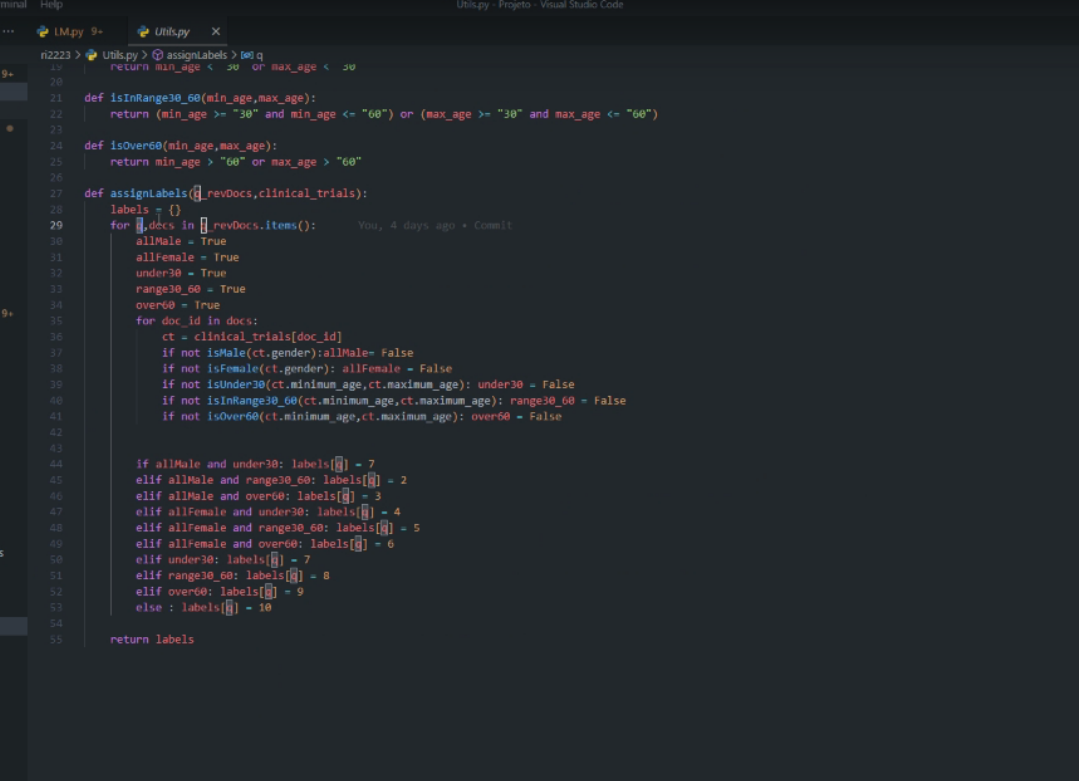 rminal Help Utils.py - Projeto - Visual Studio Code
··· LM.py 9+ Utils.py ×
ri2223 > Utils.py > assignLabels > q
19 return min_age < "30" or max_age < "30"
9+
20
21 def isInRange30_60(min_age,max_age):
22 return (min_age >= "30" and min_age <= "60") or (max_age >= "30" and max_age <= "60")
23
24 def isOver60(min_age,max_age):
25 return min_age > "60" or max_age > "60"
26
27 def assignLabels(q_revDocs,clinical_trials):
28 labels = {}
29 for q,docs in q_revDocs.items(): You, 4 days ago • Commit
30 allMale = True
31 allFemale = True
32 under30 = True
33 range30_60 = True
34 over60 = True
9+
35 for doc_id in docs:
36 ct = clinical_trials[doc_id]
37 if not isMale(ct.gender):allMale= False
38 if not isFemale(ct.gender): allFemale = False
39 if not isUnder30(ct.minimum_age,ct.maximum_age): under30 = False
40 if not isInRange30_60(ct.minimum_age,ct.maximum_age): range30_60 = False
41 if not isOver60(ct.minimum_age,ct.maximum_age): over60 = False
42
43
44 if allMale and under30: labels[q] = 7
45 elif allMale and range30_60: labels[q] = 2
46 elif allMale and over60: labels[q] = 3
47 elif allFemale and under30: labels[q] = 4
48 elif allFemale and range30_60: labels[q] = 5
49 elif allFemale and over60: labels[q] = 6
s
50 elif under30: labels[q] = 7
51 elif range30_60: labels[q] = 8
52 elif over60: labels[q] = 9
53 else : labels[q] = 10
54
55 return labels